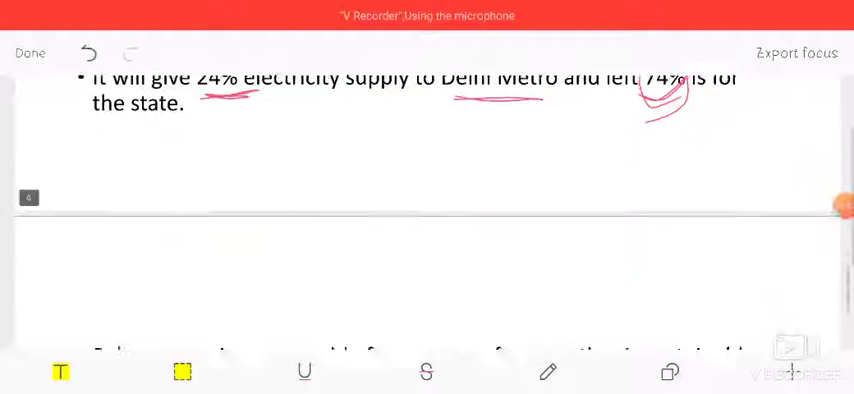 "V Recorder",Using the microphone
Done
Export focus
• It will give 24% electricity supply to Delhi Metro and left 74% is for
the state.
4
T U S